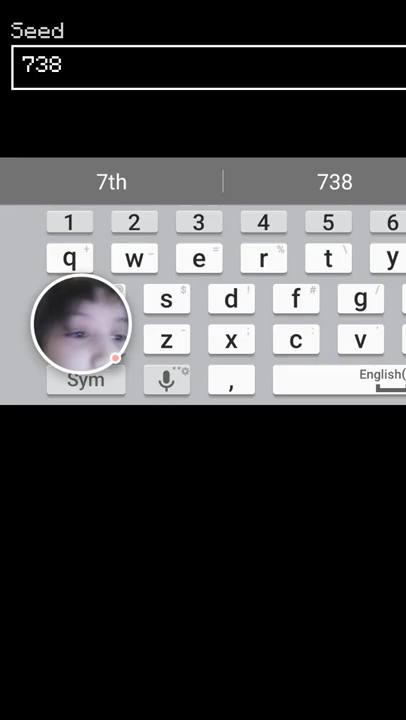 Seed
738
7th 738
1 2 3 4 5 6
q + w _ e = r % t \ y
s $ d ! f # g /
z - x : c ; v
Sym , English(